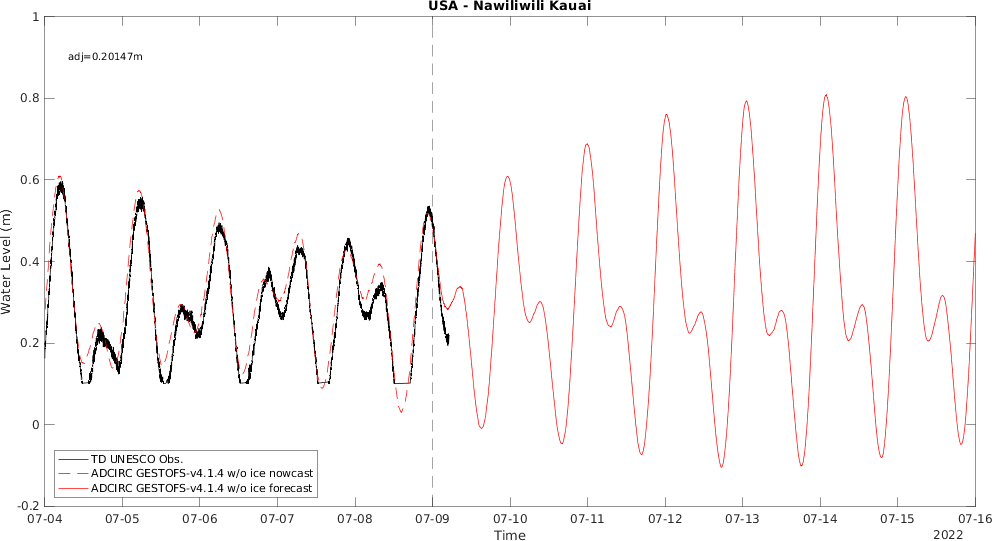 USA - Nawiliwili Kauai
1
adj=0.20147m
0.8
0.6
0.4
0.2
0
-0.2
Water Level (m)
TD UNESCO Obs.
ADCIRC GESTOFS-v4.1.4 w/o ice nowcast
ADCIRC GESTOFS-v4.1.4 w/o ice forecast
07-04 07-05 07-06 07-07 07-08 07-09 07-10 07-11 07-12 07-13 07-14 07-15 07-16
Time
2022